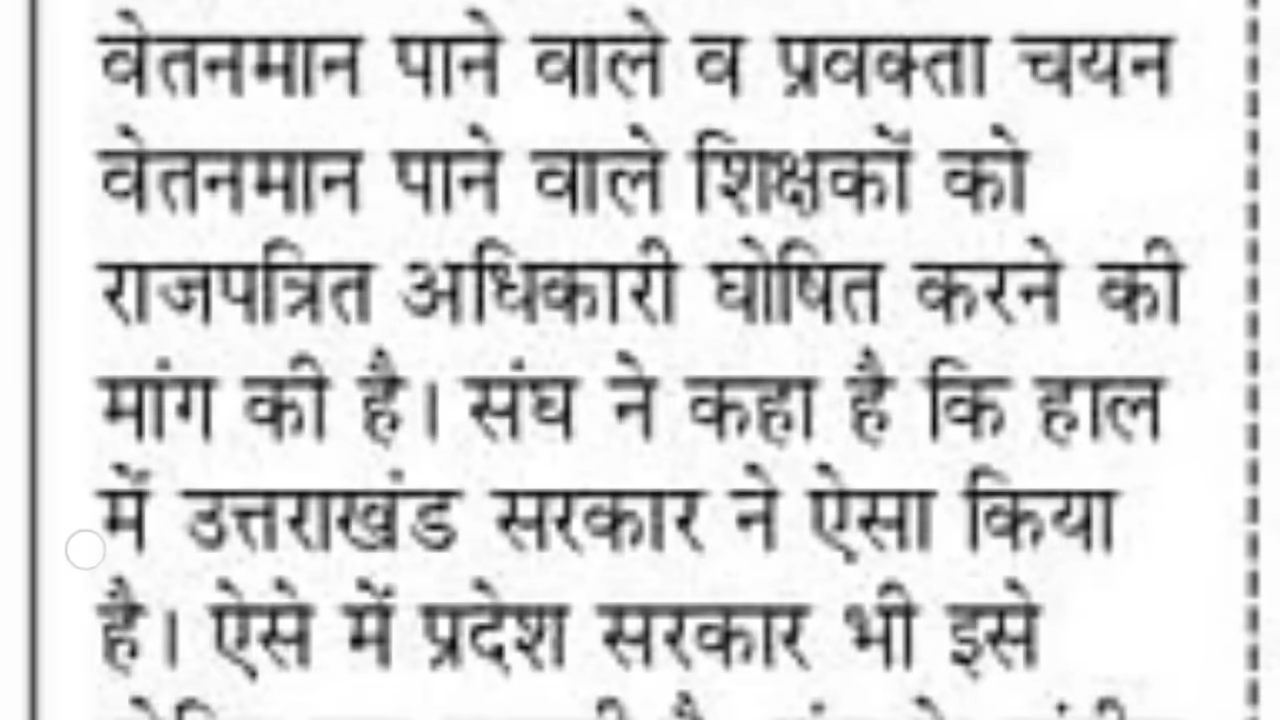 वेतनमान पाने वाले व प्रवक्ता चयन
वेतनमान पाने वाले शिक्षकों को
राजपत्रित अधिकारी घोषित करने की
मांग की है। संघ ने कहा है कि हाल
में उत्तराखंड सरकार ने ऐसा किया
है। ऐसे में प्रदेश सरकार भी इसे